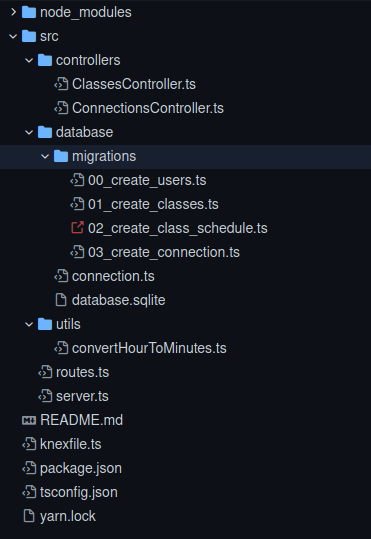 node_modules
src
controllers
ClassesController.ts
ConnectionsController.ts
database
migrations
00_create_users.ts
01_create_classes.ts
02_create_class_schedule.ts
03_create_connection.ts
connection.ts
database.sqlite
utils
convertHourToMinutes.ts
routes.ts
server.ts
README.md
knexfile.ts
package.json
tsconfig.json
yarn.lock